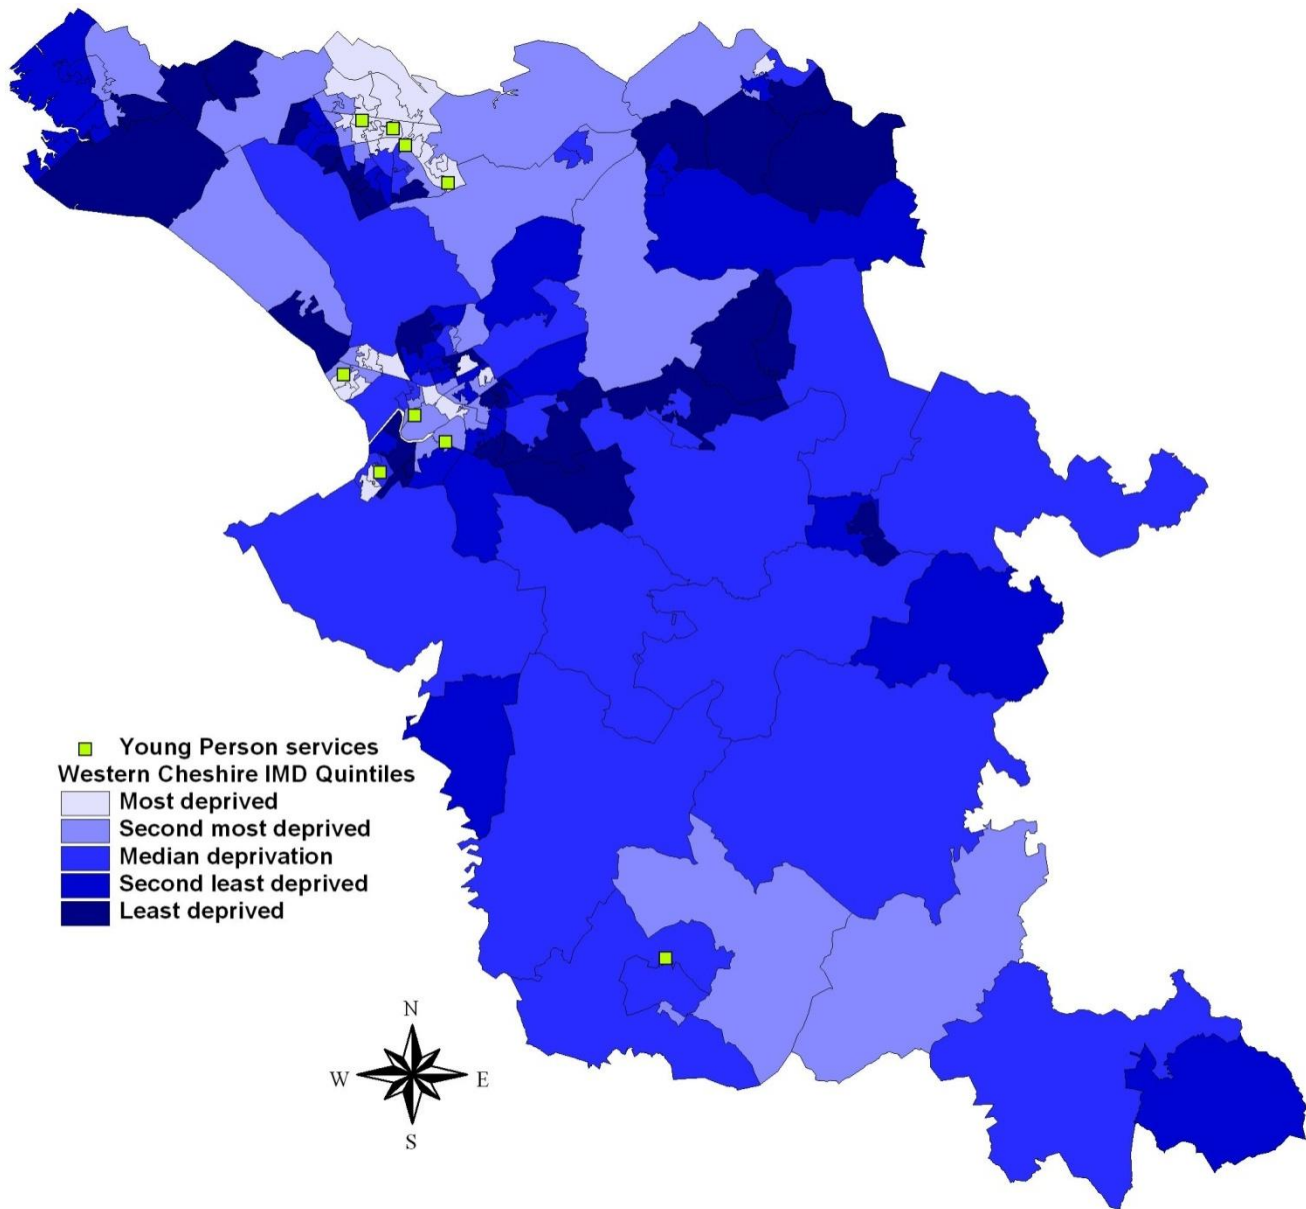 Young Person services
Western Cheshire IMD Quintiles
Most deprived
Second most deprived
Median deprivation
Second least deprived
Least deprived
N
W E
S